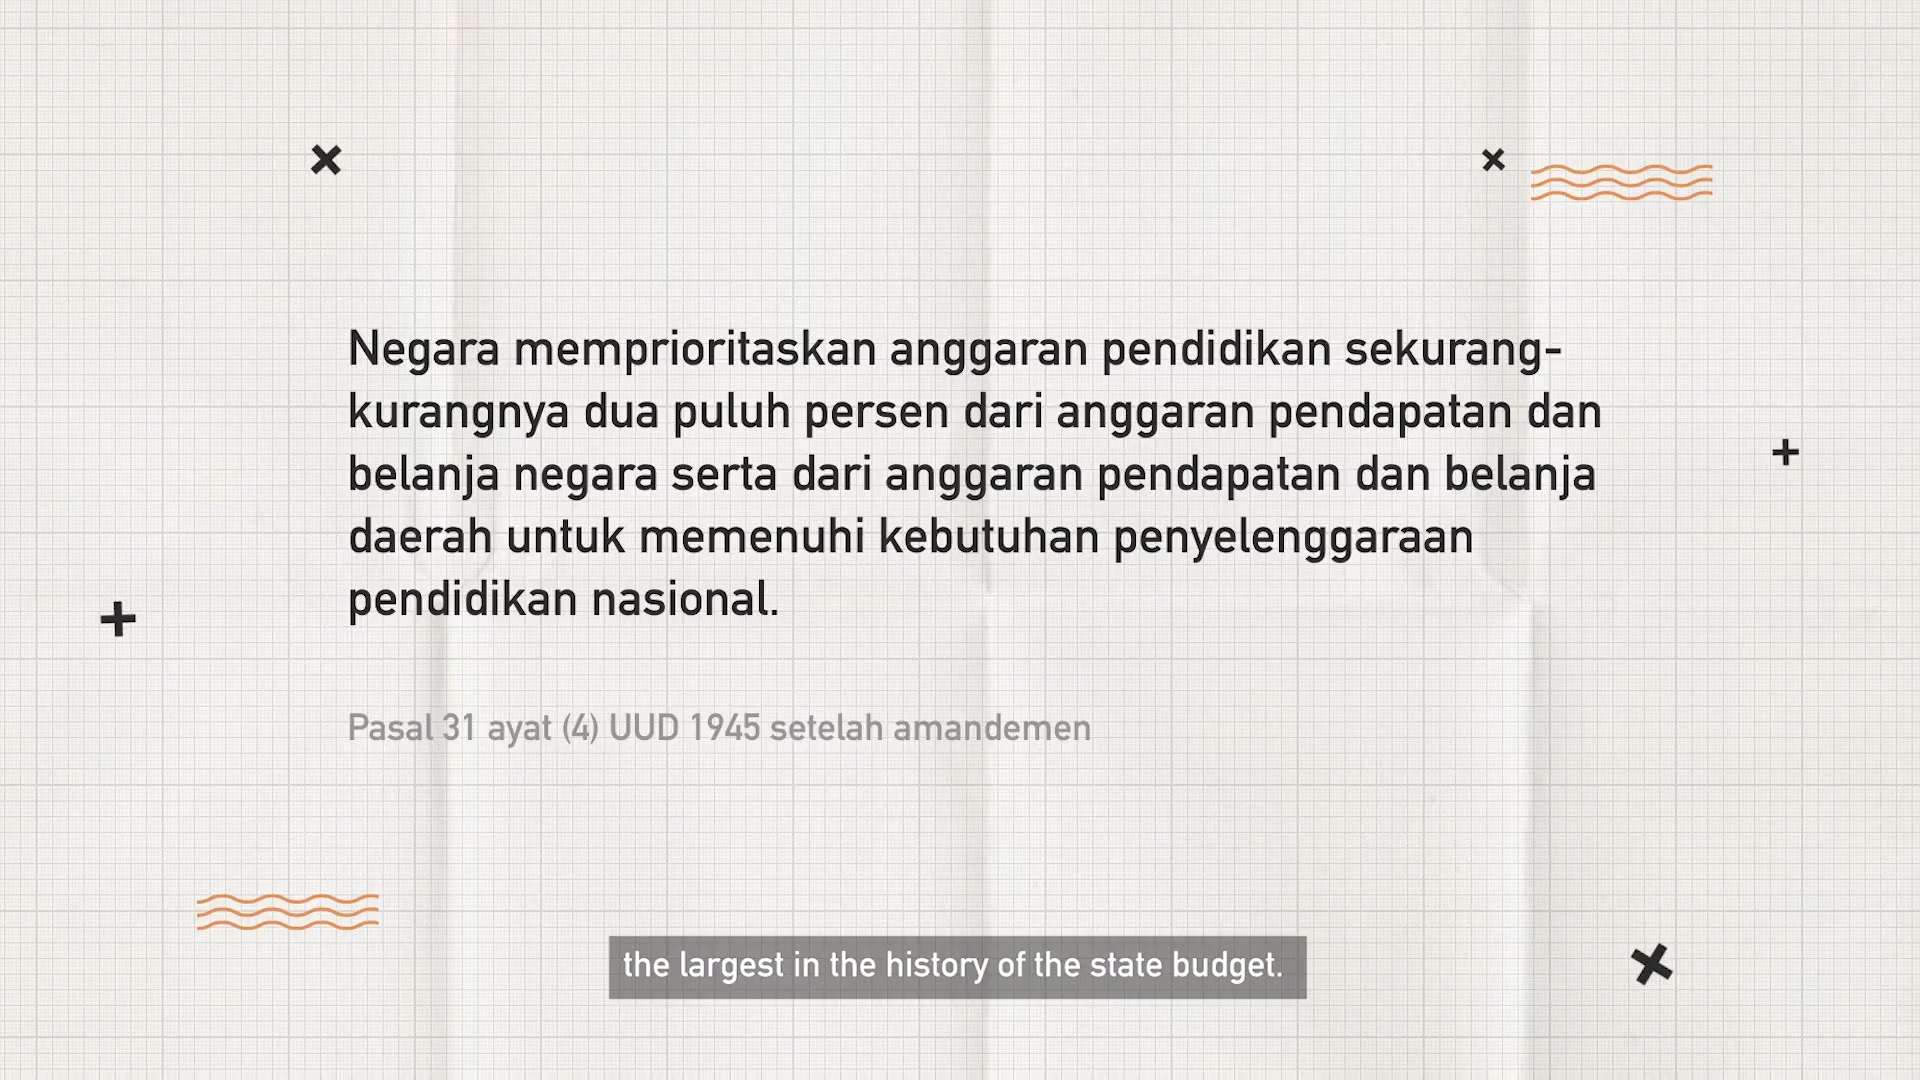 Negara memprioritaskan anggaran pendidikan sekurang-
kurangnya dua puluh persen dari anggaran pendapatan dan
belanja negara serta dari anggaran pendapatan dan belanja
daerah untuk memenuhi kebutuhan penyelenggaraan
pendidikan nasional.
Pasal 31 ayat (4) UUD 1945 setelah amandemen
the largest in the history of the state budget.